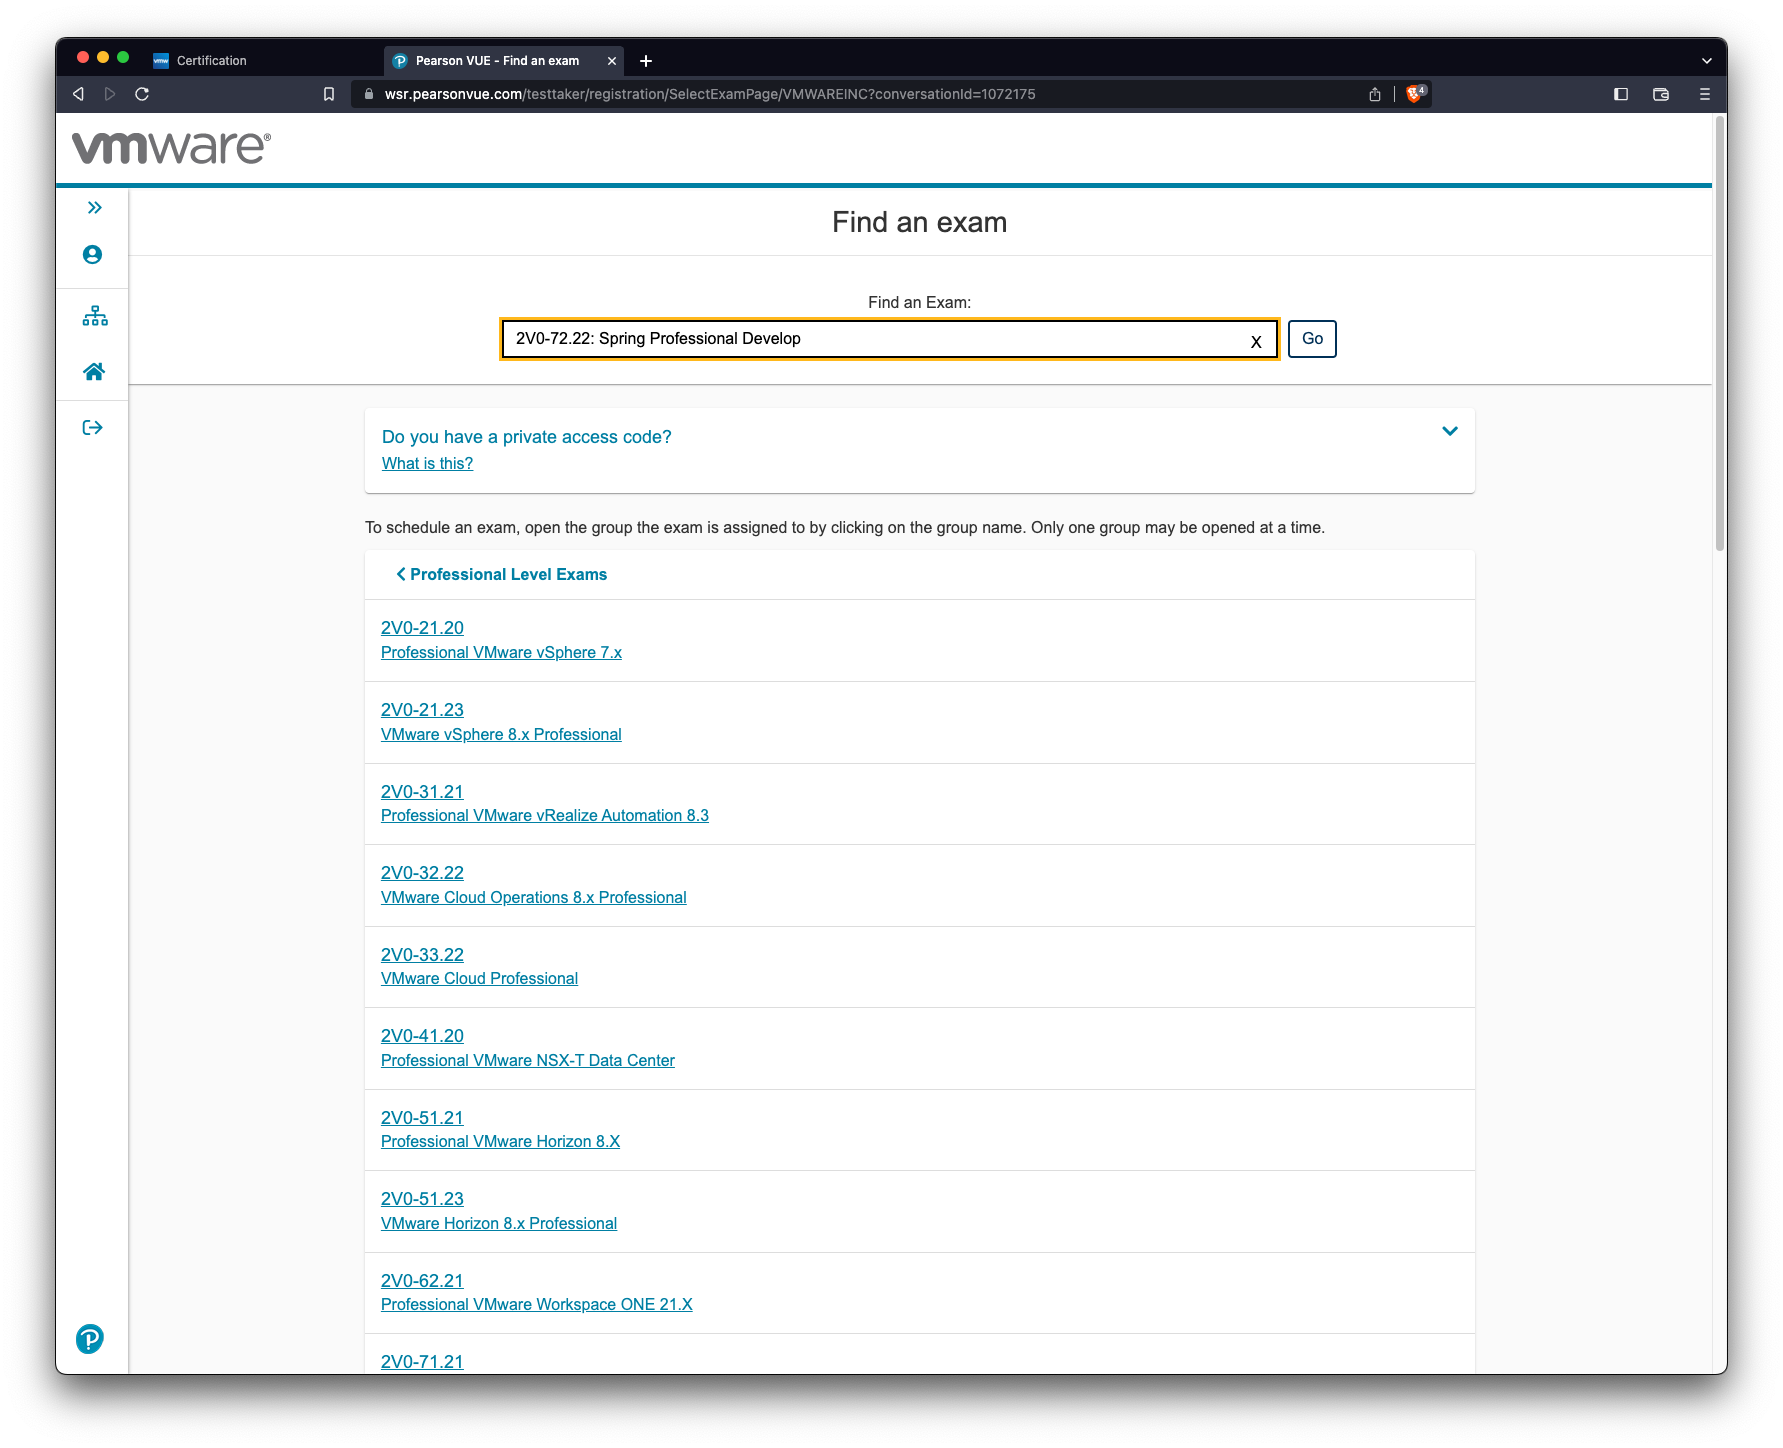 vmw Certification
Pearson VUE - Find an exam
wsr.pearsonvue.com/testtaker/registration/SelectExamPage/VMWAREINC?conversationId=1072175
4
vmware®
Find an exam
Find an Exam:
2V0-72.22: Spring Professional Develop X Go
Do you have a private access code?
What is this?
To schedule an exam, open the group the exam is assigned to by clicking on the group name. Only one group may be opened at a time.
Professional Level Exams
2V0-21.20
Professional VMware vSphere 7.x
2V0-21.23
VMware vSphere 8.x Professional
2V0-31.21
Professional VMware vRealize Automation 8.3
2V0-32.22
VMware Cloud Operations 8.x Professional
2V0-33.22
VMware Cloud Professional
2V0-41.20
Professional VMware NSX-T Data Center
2V0-51.21
Professional VMware Horizon 8.X
2V0-51.23
VMware Horizon 8.x Professional
2V0-62.21
Professional VMware Workspace ONE 21.X
2V0-71.21